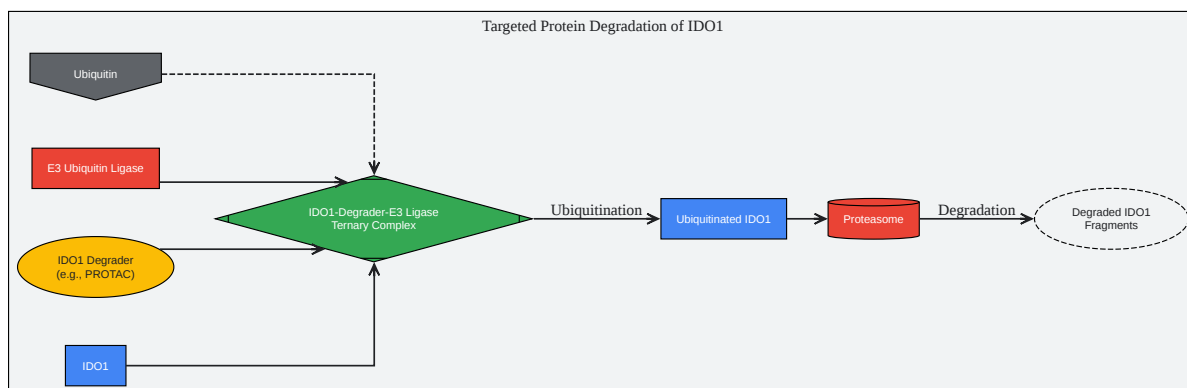 Targeted Protein Degradation of IDO1
Ubiquitin
E3 Ubiquitin Ligase
IDO1-Degrader-E3 Ligase
Ternary Complex
Ubiquitination
Ubiquitinated IDO1
Proteasome
Degradation
Degraded IDO1
Fragments
IDO1 Degrader
(e.g., PROTAC)
IDO1